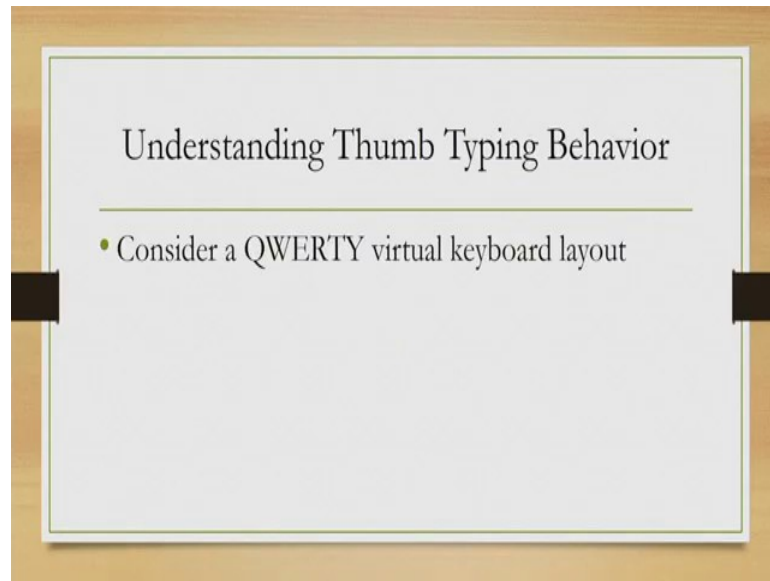 Understanding Thumb Typing Behavior
• Consider a QWERTY virtual keyboard layout